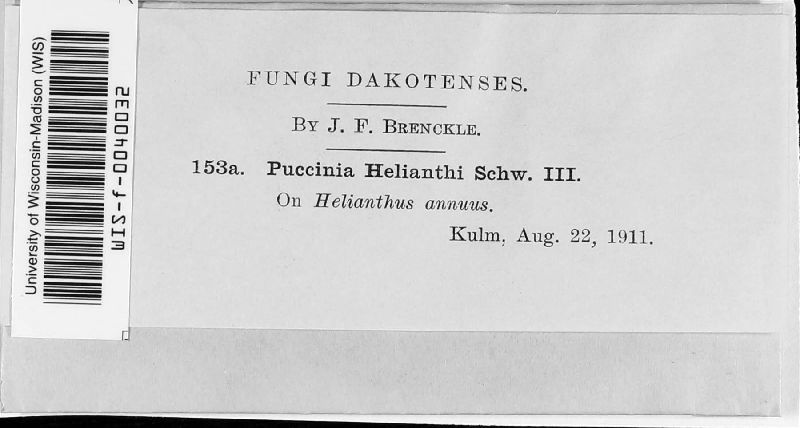 FUNGI DAKOTENSES.
BY J. F. BRENCKLE.
153a. Puccinia Helianthi Schw. III.
On Helianthus annuus.
Kulm, Aug. 22, 1911.
University of Wisconsin-Madison (WIS)
WIS-f-0040023